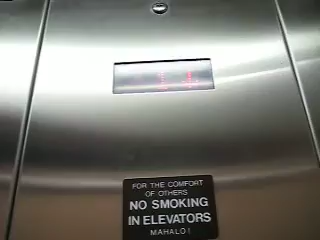 FOR THE COMFORT
OF OTHERS
NO SMOKING
IN ELEVATORS
MAHALO!